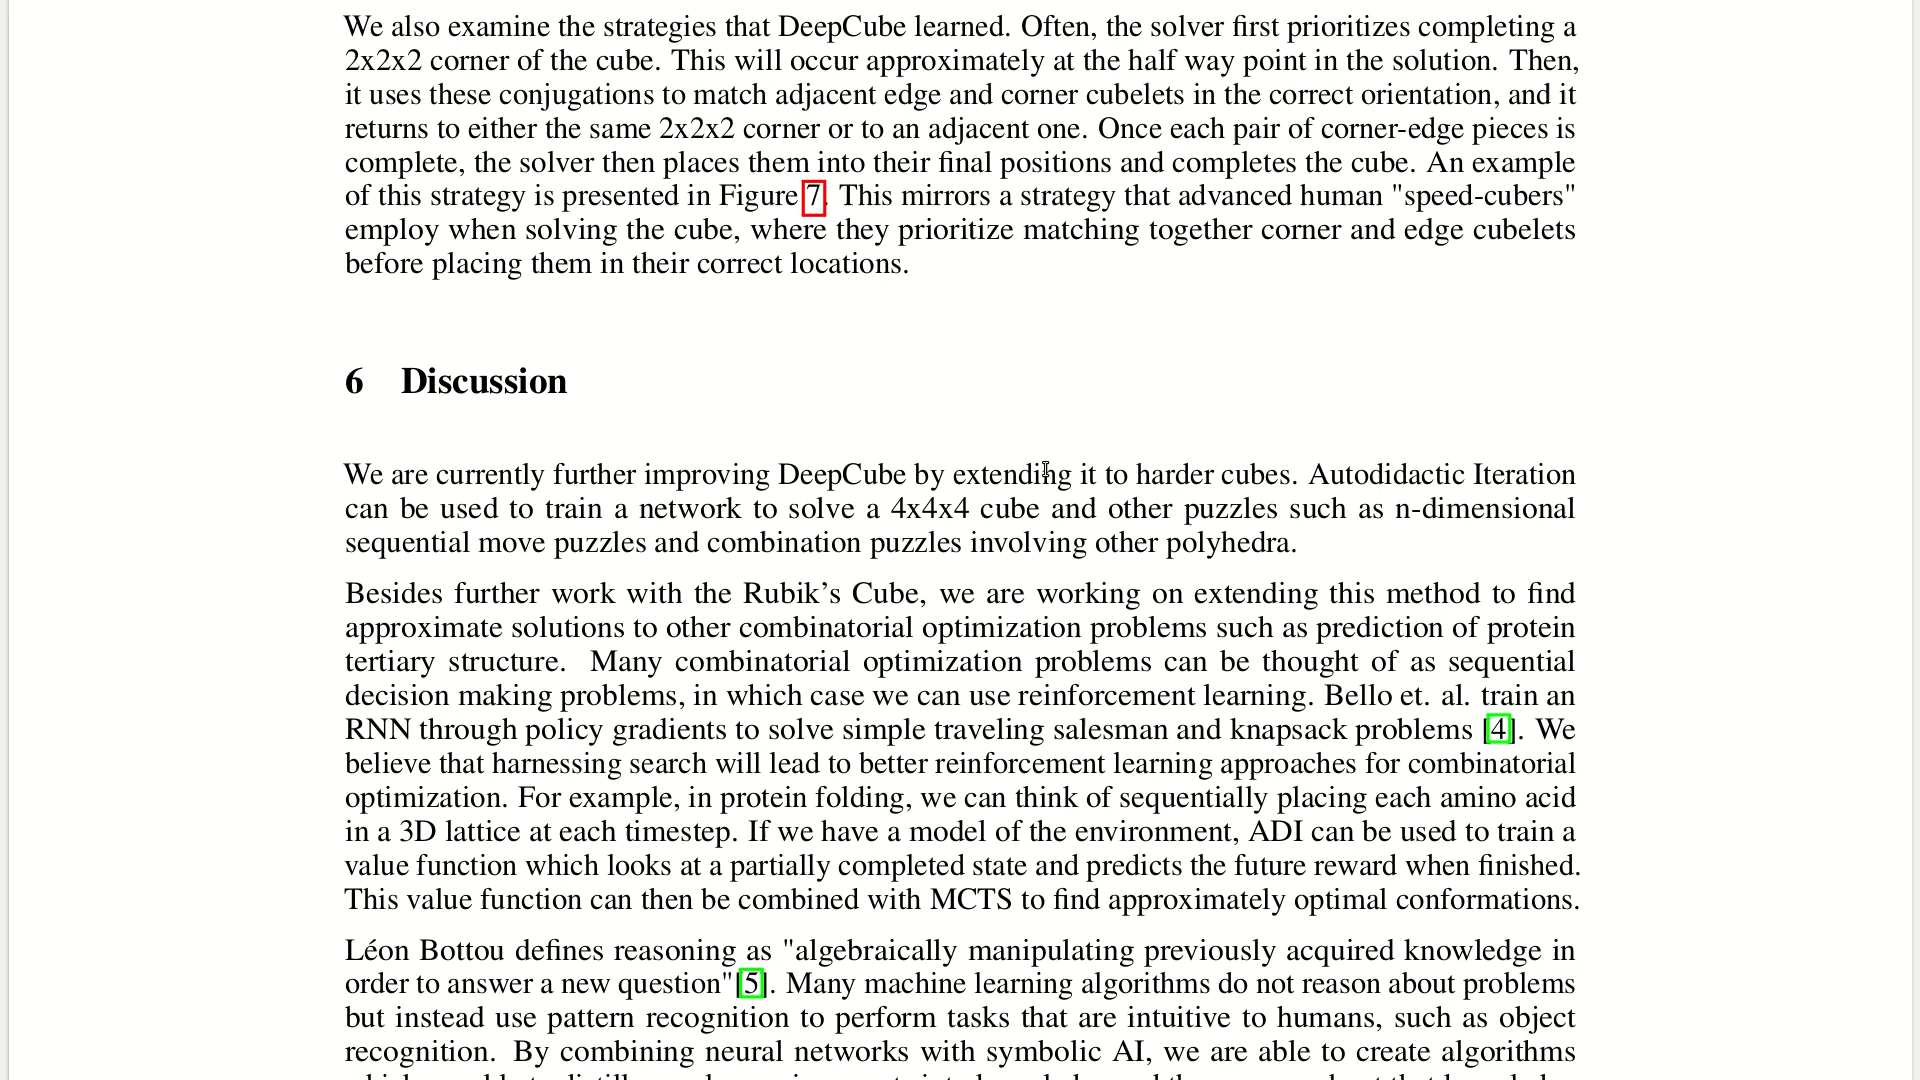 We also examine the strategies that DeepCube learned. Often, the solver first prioritizes completing a
2x2x2 corner of the cube. This will occur approximately at the half way point in the solution. Then,
it uses these conjugations to match adjacent edge and corner cubelets in the correct orientation, and it
returns to either the same 2x2x2 corner or to an adjacent one. Once each pair of corner-edge pieces is
complete, the solver then places them into their final positions and completes the cube. An example
of this strategy is presented in Figure 7. This mirrors a strategy that advanced human "speed-cubers"
employ when solving the cube, where they prioritize matching together corner and edge cubelets
before placing them in their correct locations.
6 Discussion
We are currently further improving DeepCube by extending it to harder cubes. Autodidactic Iteration
can be used to train a network to solve a 4x4x4 cube and other puzzles such as n-dimensional
sequential move puzzles and combination puzzles involving other polyhedra.
Besides further work with the Rubik’s Cube, we are working on extending this method to find
approximate solutions to other combinatorial optimization problems such as prediction of protein
tertiary structure. Many combinatorial optimization problems can be thought of as sequential
decision making problems, in which case we can use reinforcement learning. Bello et. al. train an
RNN through policy gradients to solve simple traveling salesman and knapsack problems [4]. We
believe that harnessing search will lead to better reinforcement learning approaches for combinatorial
optimization. For example, in protein folding, we can think of sequentially placing each amino acid
in a 3D lattice at each timestep. If we have a model of the environment, ADI can be used to train a
value function which looks at a partially completed state and predicts the future reward when finished.
This value function can then be combined with MCTS to find approximately optimal conformations.
Léon Bottou defines reasoning as "algebraically manipulating previously acquired knowledge in
order to answer a new question"[5]. Many machine learning algorithms do not reason about problems
but instead use pattern recognition to perform tasks that are intuitive to humans, such as object
recognition. By combining neural networks with symbolic AI, we are able to create algorithms